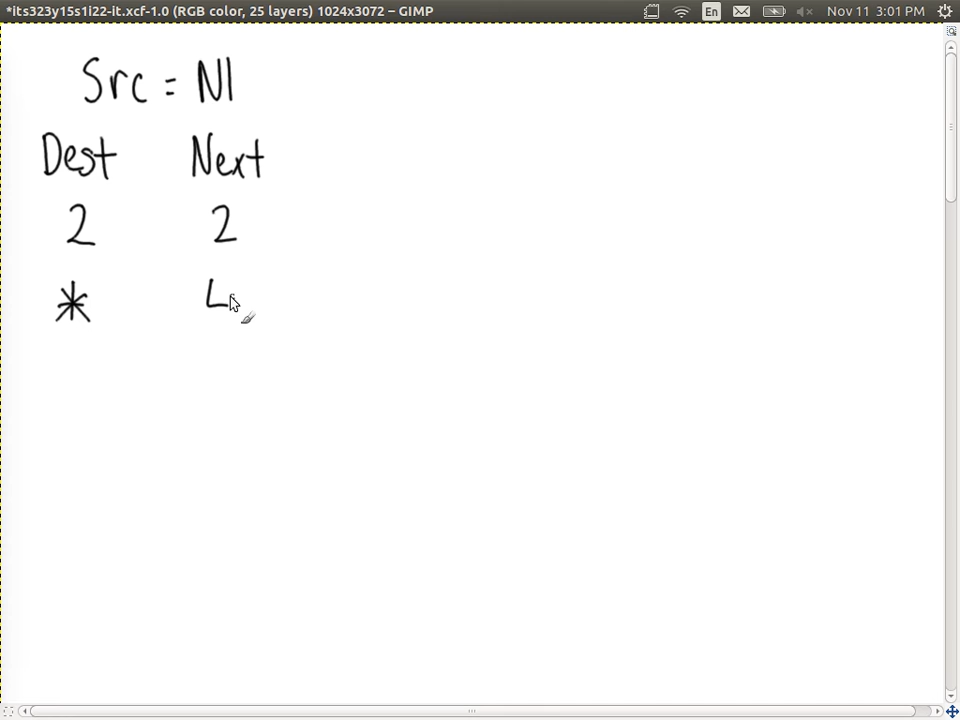 *its323y15s1i22-it.xcf-1.0 (RGB color, 25 layers) 1024x3072 – GIMP En Nov 11 3:01 PM
Src = N1
Dest Next
2 2
*